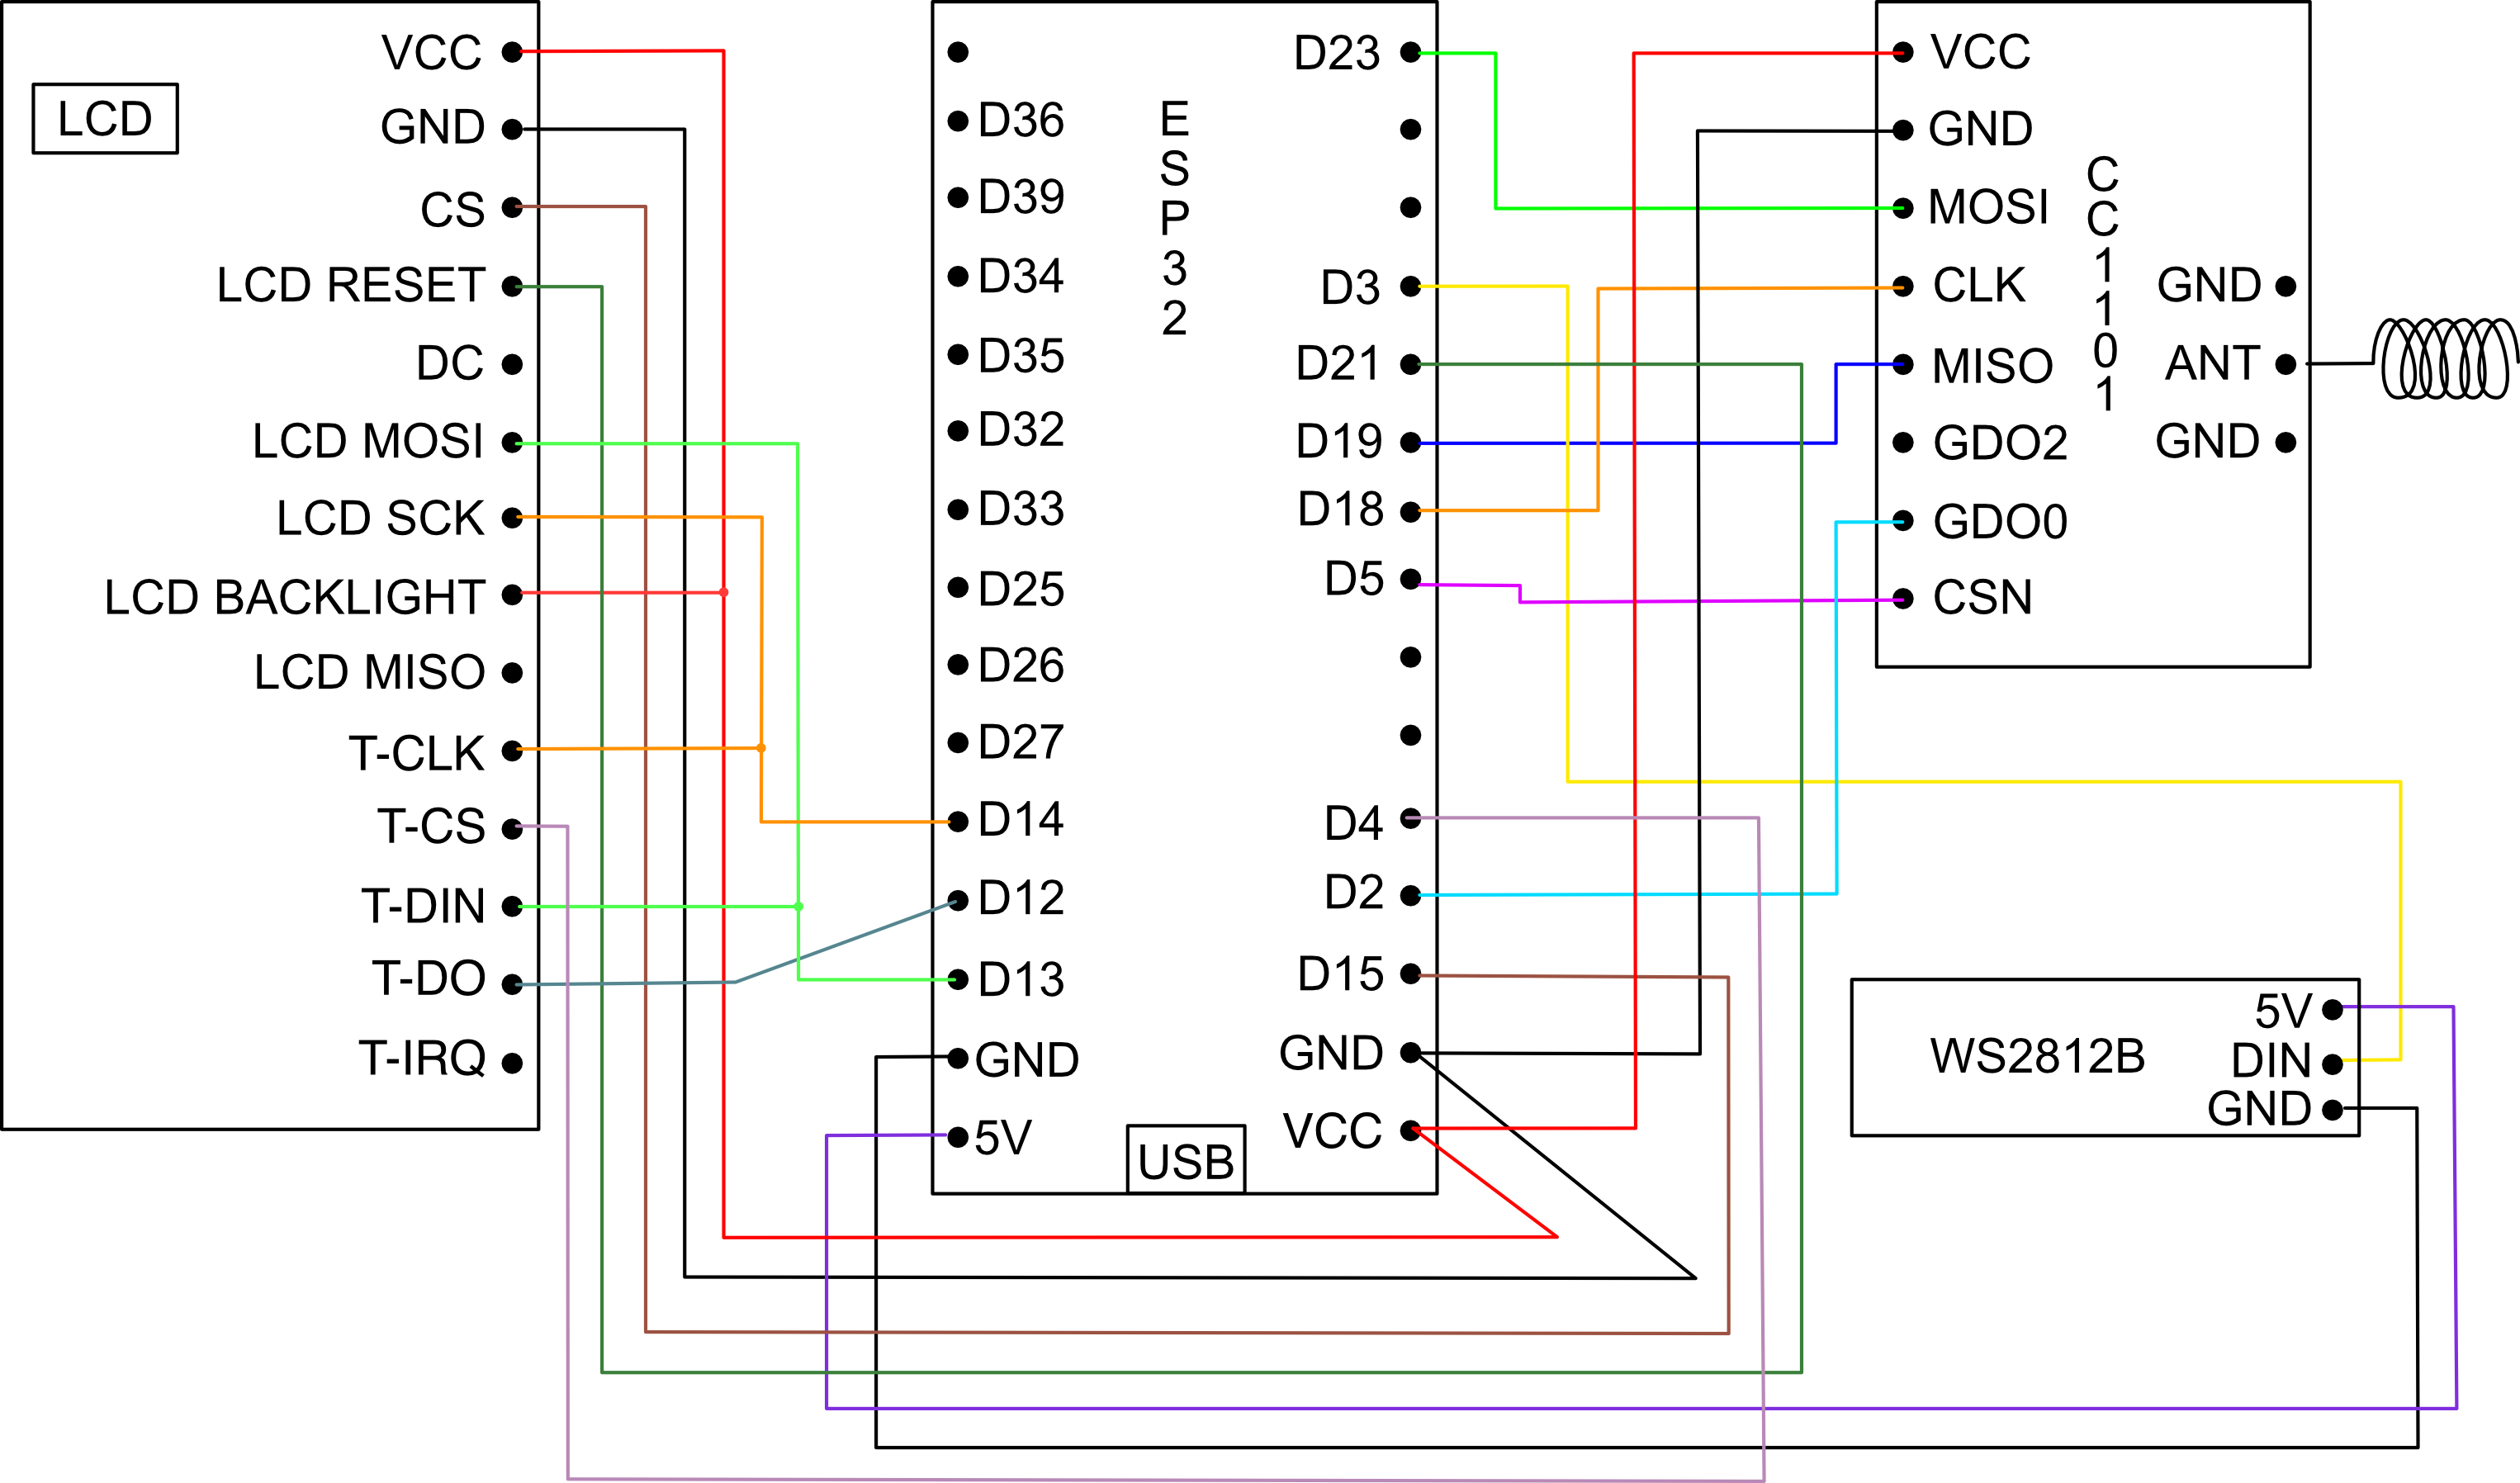 LCD
VCC
GND
CS
LCD RESET
DC
LCD MOSI
LCD SCK
LCD BACKLIGHT
LCD MISO
T-CLK
T-CS
T-DIN
T-DO
T-IRQ
ESP32
D36
D39
D34
D35
D32
D33
D25
D26
D27
D14
D12
D13
GND
5V
USB
D23
D3
D21
D19
D18
D5
D4
D2
D15
GND
VCC
CC1101
VCC
GND
MOSI
CLK
MISO
GDO2
GDO0
CSN
GND
ANT
GND
WS2812B
5V
DIN
GND